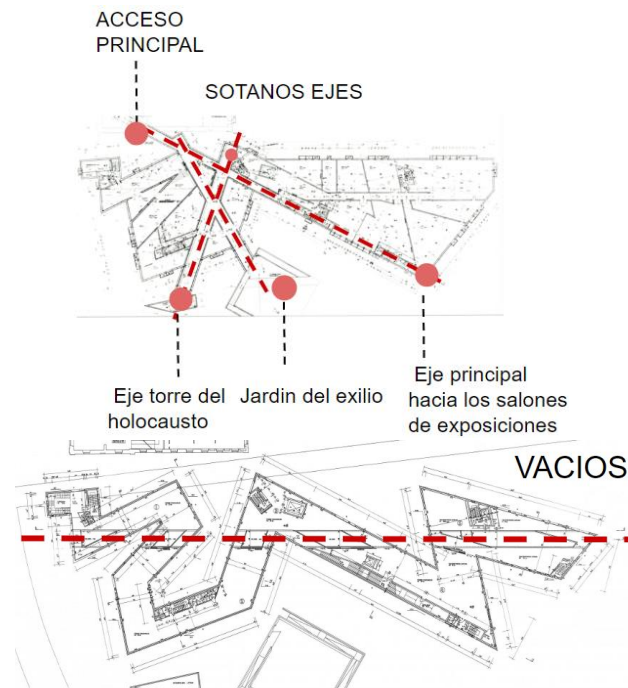 ACCESO
PRINCIPAL
SOTANOS EJES
Eje torre del
holocausto
Jardin del exilio
Eje principal
hacia los salones
de exposiciones
VACIOS